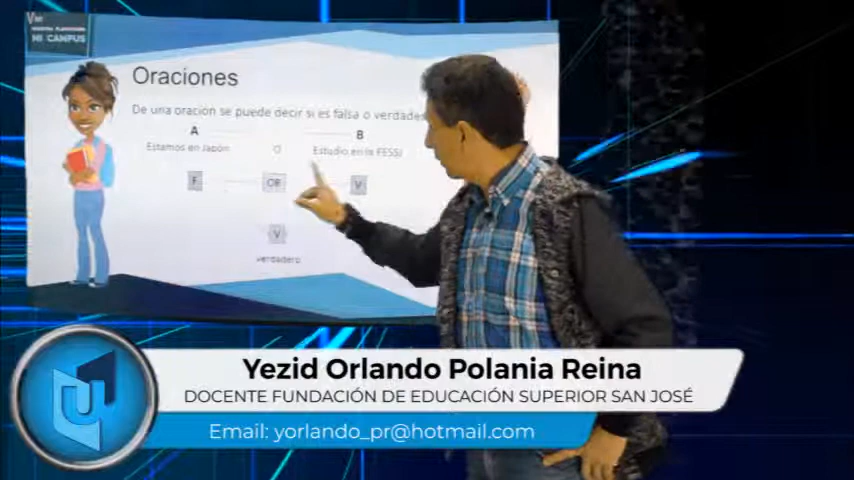 MI CAMPUS
Oraciones
De una oración se puede decir si es falsa o verdadera
A
B
Estamos en Japón O Estudio en la FESSJ
F OR V
V
verdadero
Yezid Orlando Polania Reina
DOCENTE FUNDACIÓN DE EDUCACIÓN SUPERIOR SAN JOSÉ
Email: yorlando_pr@hotmail.com